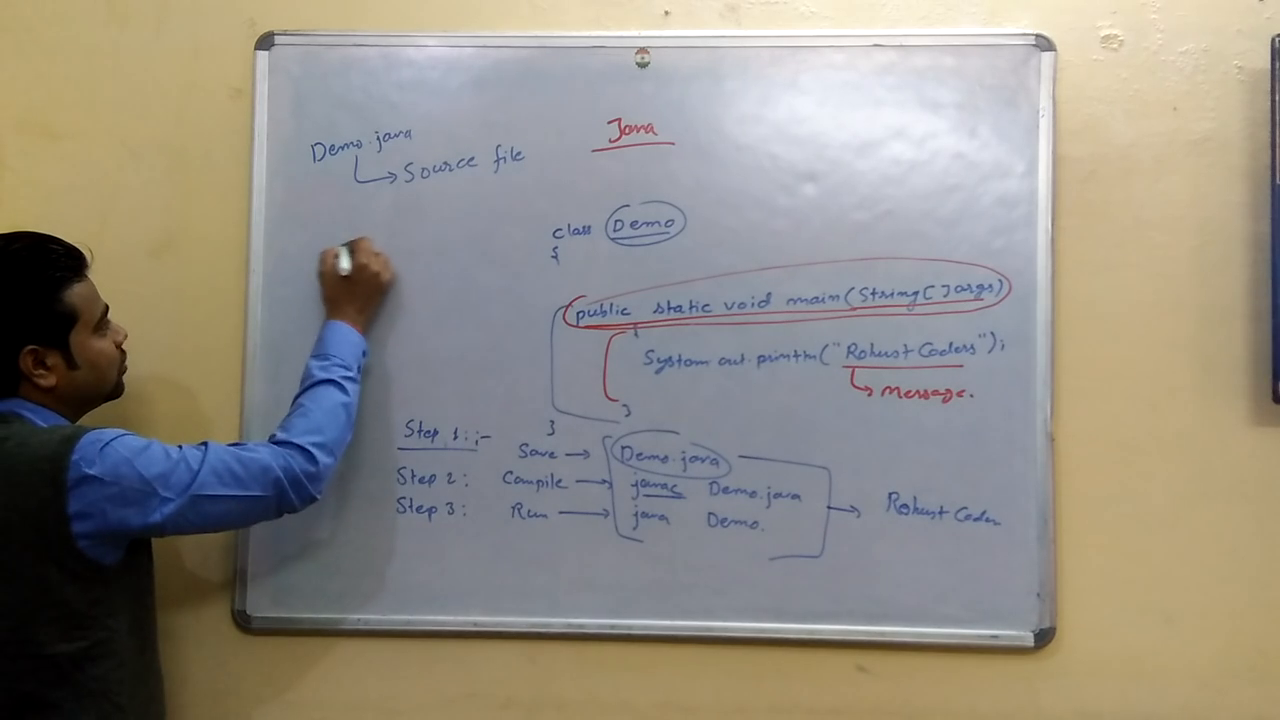 Java
Demo.java
Source file
class Demo
{
public static void main(String[] args)
{
System.out.println("Robust Coders");
message.
}
}
Step 1:- Save → Demo.java
Step 2: Compile → javac Demo.java
Step 3: Run → java Demo.
→ Robust Coder